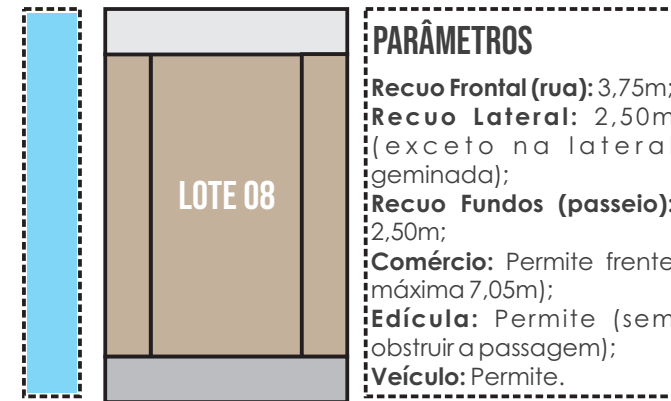 LOTE 08
PARÂMETROS
Recuo Frontal (rua): 3,75m;
Recuo Lateral: 2,50m
(exceto na lateral
geminada);
Recuo Fundos (passeio):
2,50m;
Comércio: Permite frente
máxima 7,05m);
Edícula: Permite (sem
obstruir a passagem);
Veículo: Permite.